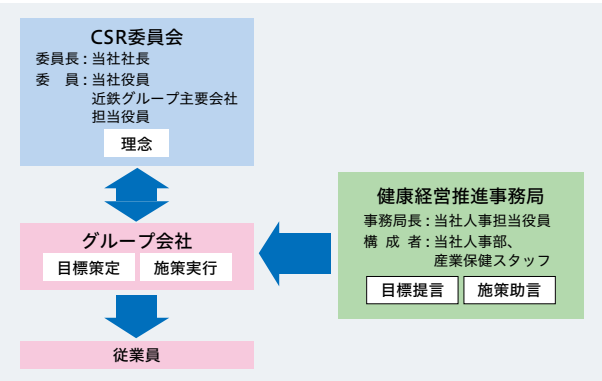 CSR委員会
委員長：当社社長
委　員：当社役員
近鉄グループ主要会社
担当役員
理念
グループ会社
目標策定　施策実行
従業員
健康経営推進事務局
事務局長：当社人事担当役員
構 成 者：当社人事部、
産業保健スタッフ
目標提言　施策助言